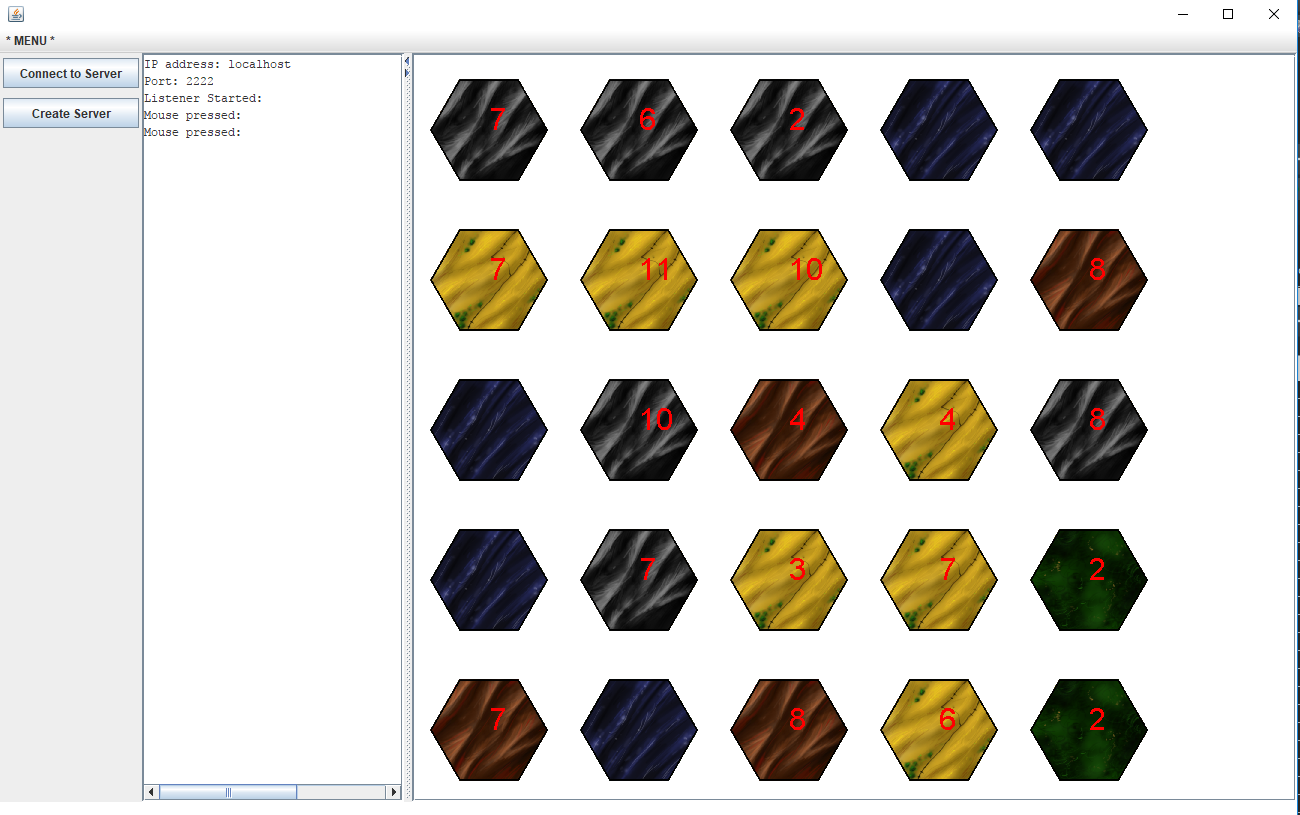 * MENU *
Connect to Server
Create Server
IP address: localhost
Port: 2222
Listener Started:
Mouse pressed:
Mouse pressed:
7 6 2
7 11 10 8
10 4 4 8
7 3 7 2
7 8 6 2